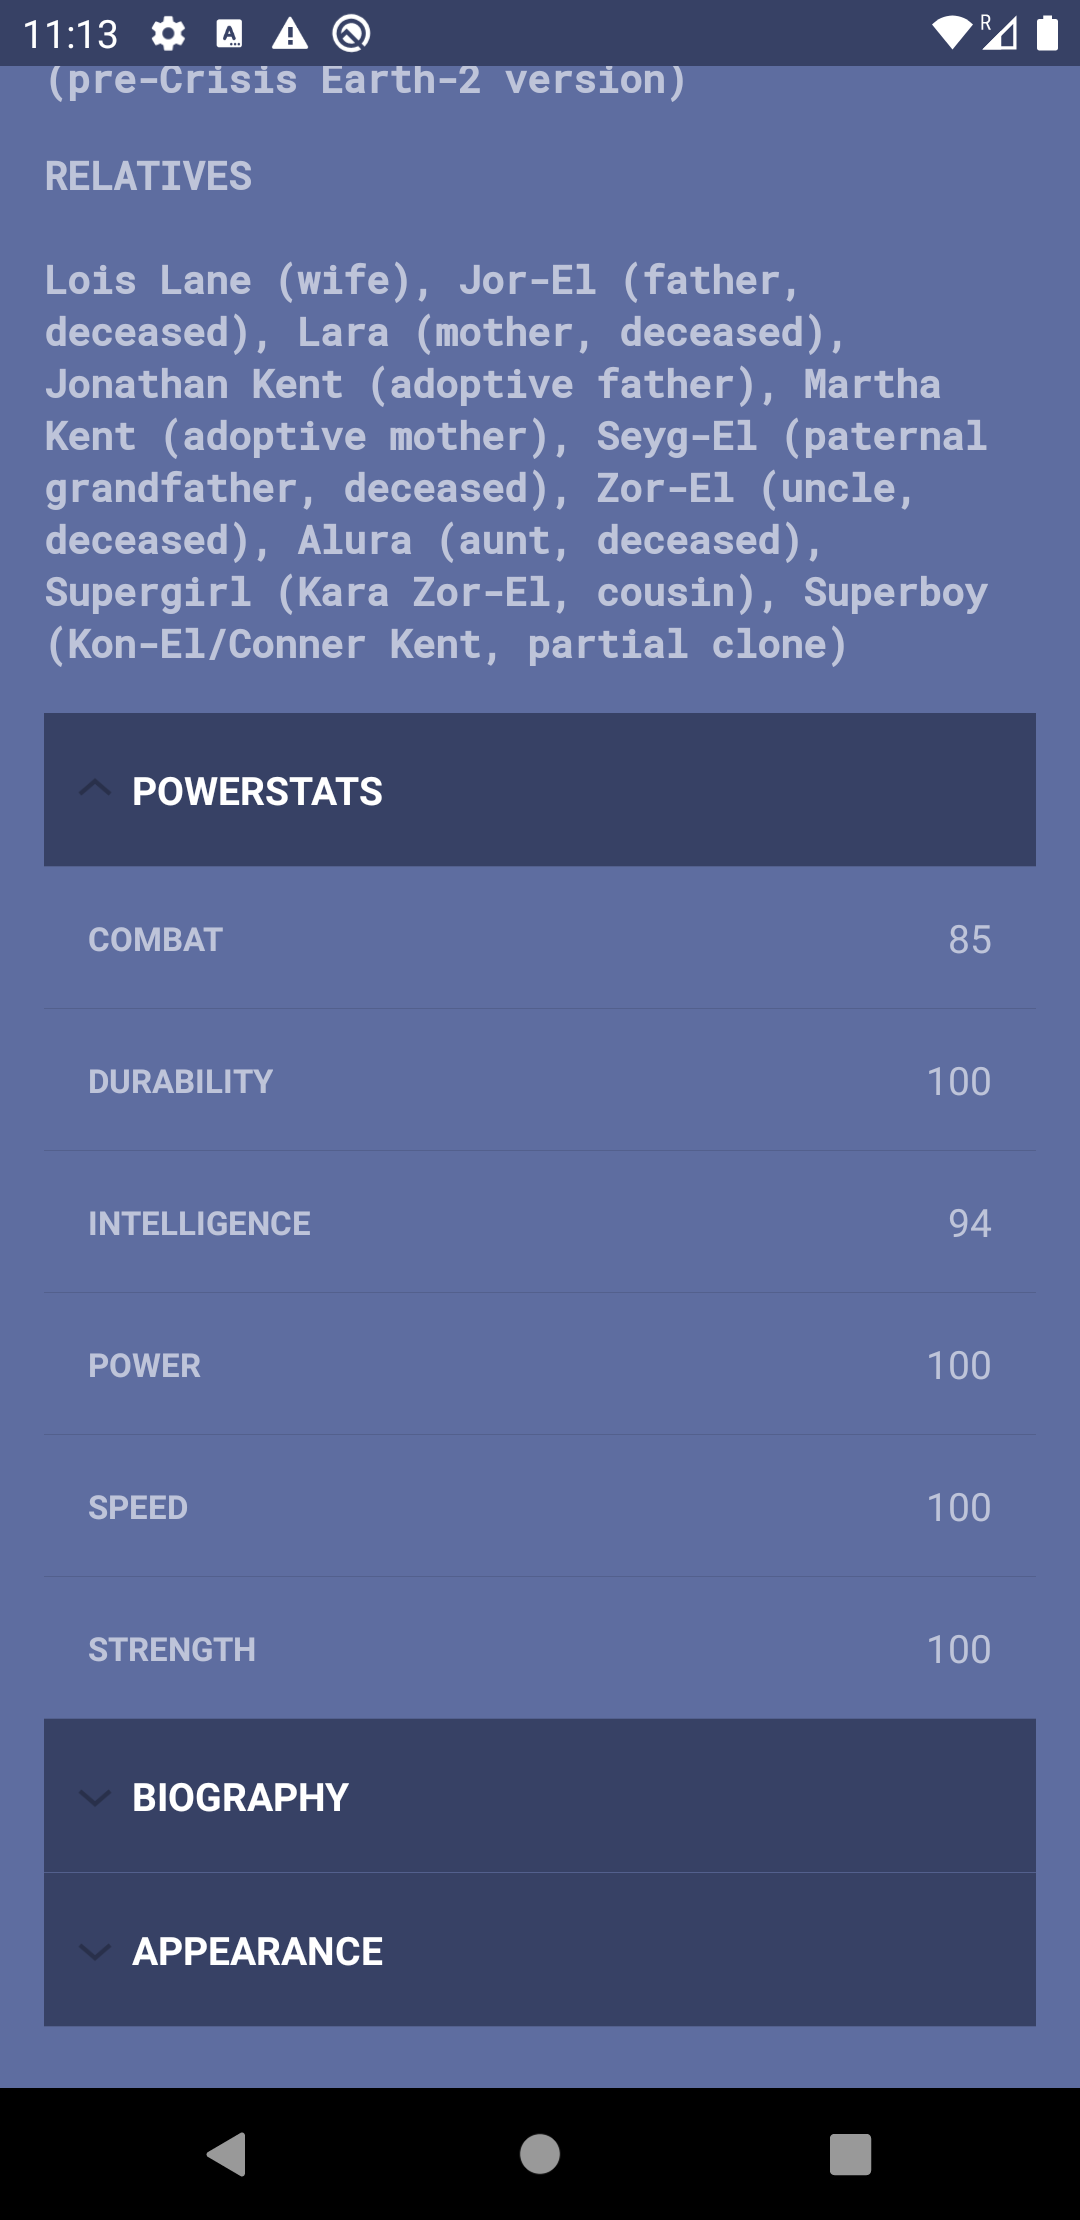 11:13
R
(pre-Crisis Earth-2 version)
RELATIVES
Lois Lane (wife), Jor-El (father,
deceased), Lara (mother, deceased),
Jonathan Kent (adoptive father), Martha
Kent (adoptive mother), Seyg-El (paternal
grandfather, deceased), Zor-El (uncle,
deceased), Alura (aunt, deceased),
Supergirl (Kara Zor-El, cousin), Superboy
(Kon-El/Conner Kent, partial clone)
POWERSTATS
COMBAT 85
DURABILITY 100
INTELLIGENCE 94
POWER 100
SPEED 100
STRENGTH 100
BIOGRAPHY
APPEARANCE